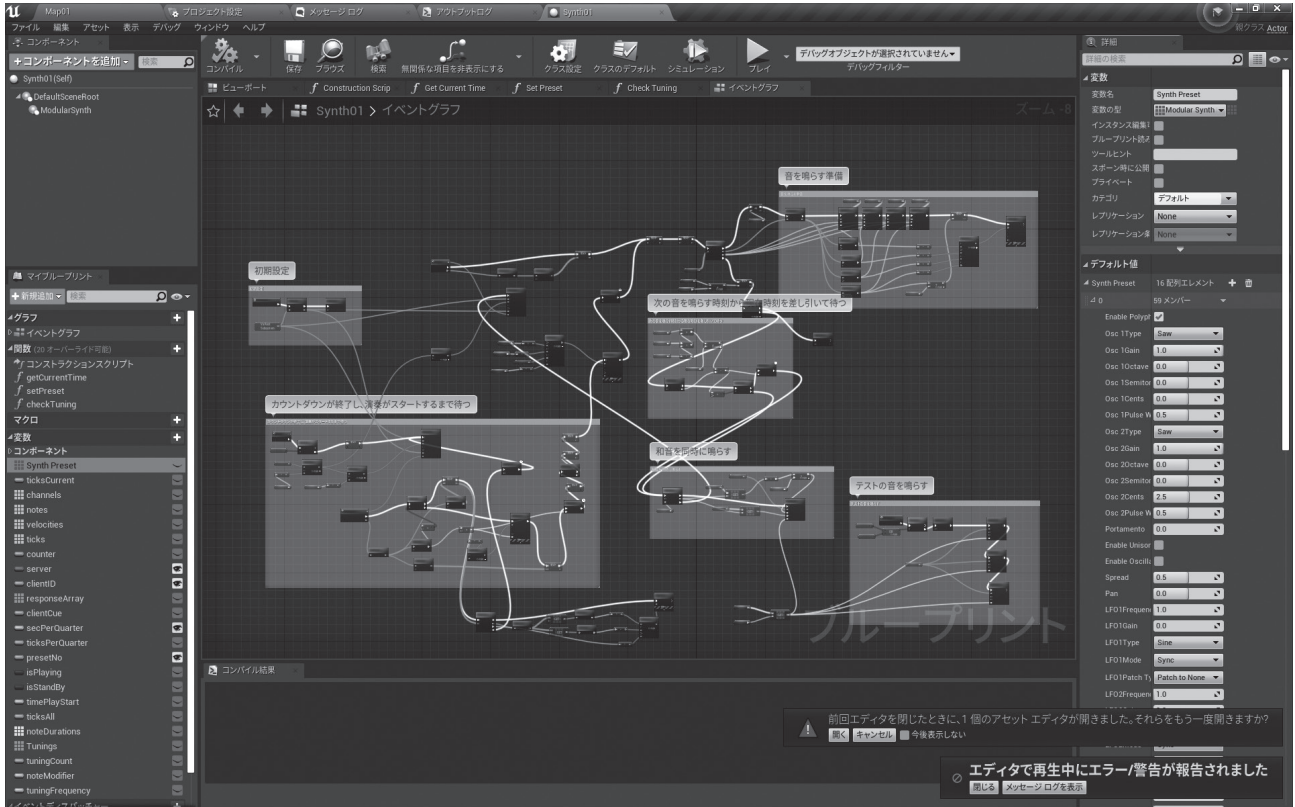 Map01
プロジェクト設定
メッセージ ログ
アウトプットログ
Synth01
ファイル 編集 アセット 表示 デバッグ ウィンドウ ヘルプ
親クラス Actor
コンポーネント
+コンポーネントを追加 検索
Synth01(Self)
DefaultSceneRoot
ModularSynth
コンパイル 保存 ブラウズ 検索 無関係な項目を非表示にする クラス設定 クラスのデフォルト シミュレーション プレイ
デバッグオブジェクトが選択されていません
デバッグフィルター
ビューポート Construction Scrip Get Current Time Set Preset Check Tuning イベントグラフ
Synth01 > イベントグラフ
ズーム -8
音を鳴らす準備
初期設定
カウントダウンが終了し、演奏がスタートするまで待つ
和音を同時に鳴らす
テストの音を鳴らす
ブループリント
マイブループリント
+新規追加 検索
グラフ
イベントグラフ
関数 (20 オーバーライド可能)
コンストラクションスクリプト
getCurrentTime
setPreset
checkTuning
マクロ
変数
コンポーネント
Synth Preset
ticksCurrent
channels
notes
velocities
ticks
counter
server
clientID
responseArray
clientCue
secPerQuarter
ticksPerQuarter
presetNo
isPlaying
isStandBy
timePlayStart
ticksAll
noteDurations
Tunings
tuningCount
noteModifier
tuningFrequency
コンパイル結果
詳細
詳細の検索
変数
変数名 Synth Preset
変数の型 Modular Synth
インスタンス編集
ブループリント読み
ツールヒント
スポーン時に公開
プライベート
カテゴリ デフォルト
レプリケーション None
レプリケーション条 None
デフォルト値
Synth Preset 16 配列エレメント
0 59 メンバー
Enable Polyp
Osc 1Type Saw
Osc 1Gain 1.0
Osc 1Octave 0.0
Osc 1Semitor 0.0
Osc 1Cents 0.0
Osc 1Pulse W 0.5
Osc 2Type Saw
Osc 2Gain 1.0
Osc 2Octave 0.0
Osc 2Semitor 0.0
Osc 2Cents 2.5
Osc 2Pulse W 0.5
Portamento 0.0
Enable Unisor
Enable Oscilla
Spread 0.5
Pan 0.0
LFO1Frequen 1.0
LFO1Gain 0.0
LFO1Type Sine
LFO1Mode Sync
LFO1Patch Ty Patch to None
LFO2Frequen 1.0
前回エディタを閉じたときに、1 個のアセット エディタが開きました。それらをもう一度開きますか?
開く キャンセル 今後表示しない
エディタで再生中にエラー/警告が報告されました
閉じる メッセージ ログを表示